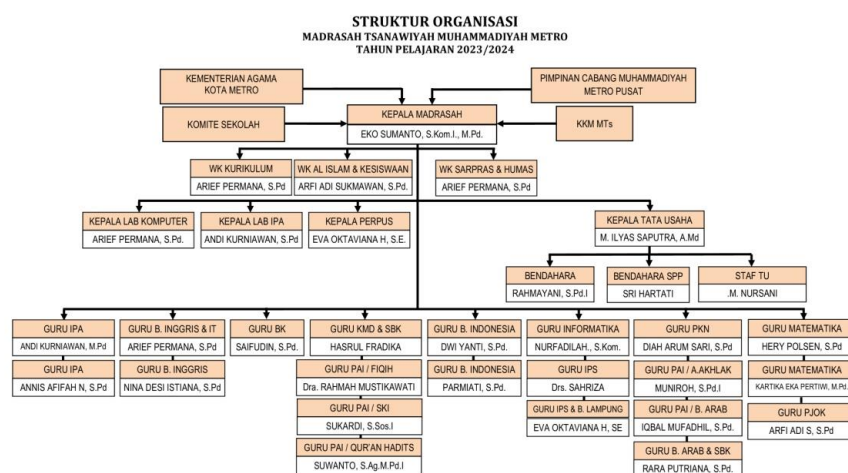 STRUKTUR ORGANISASI
MADRASAH TSANAWIYAH MUHAMMADIYAH METRO
TAHUN PELAJARAN 2023/2024
KEMENTERIAN AGAMA
KOTA METRO
PIMPINAN CABANG MUHAMMADIYAH
METRO PUSAT
KOMITE SEKOLAH
KEPALA MADRASAH
EKO SUMANTO, S.Kom.I., M.Pd.
KKM MTs
WK KURIKULUM
ARIEF PERMANA, S.Pd
WK AL ISLAM & KESISWAAN
ARFI ADI SUKMAWAN, S.Pd.
WK SARPRAS & HUMAS
ARIEF PERMANA, S.Pd
KEPALA LAB KOMPUTER
ARIEF PERMANA, S.Pd.
KEPALA LAB IPA
ANDI KURNIAWAN, S.Pd
KEPALA PERPUS
EVA OKTAVIANA H, S.E.
KEPALA TATA USAHA
M. ILYAS SAPUTRA, A.Md
BENDAHARA
RAHMAYANI, S.Pd.I
BENDAHARA SPP
SRI HARTATI
STAF TU
.M. NURSANI
GURU IPA
ANDI KURNIAWAN, M.Pd
GURU IPA
ANNIS AFIFAH N, S.Pd
GURU B. INGGRIS & IT
ARIEF PERMANA, S.Pd
GURU B. INGGRIS
NINA DESI ISTIANA, S.Pd
GURU BK
SAIFUDIN, S.Pd
GURU KMD & SBK
HASRUL FRADIKA
GURU PAI / FIQIH
Dra. RAHMAH MUSTIKAWATI
GURU PAI / SKI
SUKARDI, S.Sos.I
GURU PAI / QUR'AN HADITS
SUWANTO, S.Ag.M.Pd.I
GURU B. INDONESIA
DWI YANTI, S.Pd.
GURU B. INDONESIA
PARMIATI, S.Pd.
GURU INFORMATIKA
NURFADILAH., S.Kom.
GURU IPS
Drs. SAHRIZA
GURU IPS & B. LAMPUNG
EVA OKTAVIANA H, SE
GURU PKN
DIAH ARUM SARI, S.Pd
GURU PAI / A.AKHLAK
MUNIROH, S.Pd.I
GURU PAI / B. ARAB
IQBAL MUFADHIL, S.Pd.
GURU B. ARAB & SBK
RARA PUTRIANA, S.Pd.
GURU MATEMATIKA
HERY POLSEN, S.Pd
GURU MATEMATIKA
KARTIKA EKA PERTIWI, M.Pd.
GURU PJOK
ARFI ADI S, S.Pd